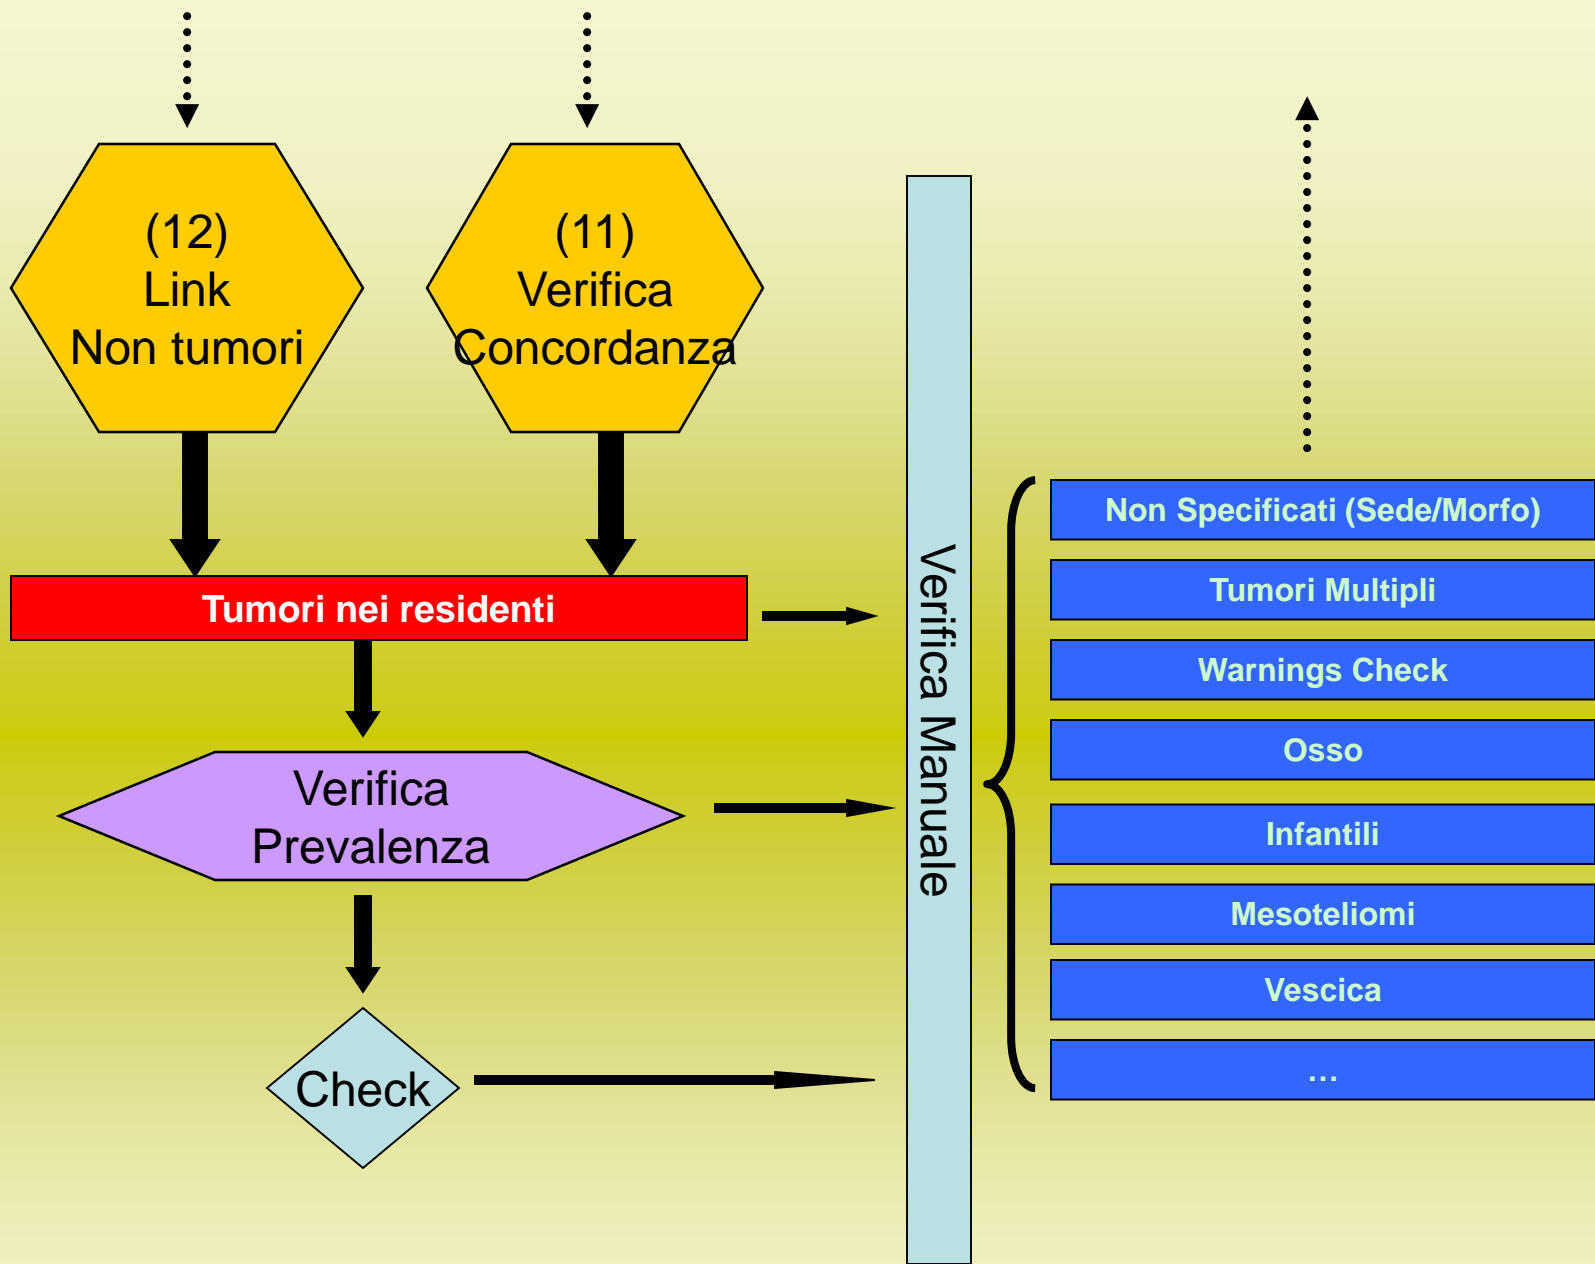 (12)
Link
Non tumori
(11)
Verifica
Concordanza
Tumori nei residenti
Verifica
Prevalenza
Check
Verifica Manuale
Non Specificati (Sede/Morfo)
Tumori Multipli
Warnings Check
Osso
Infantili
Mesoteliomi
Vescica
...